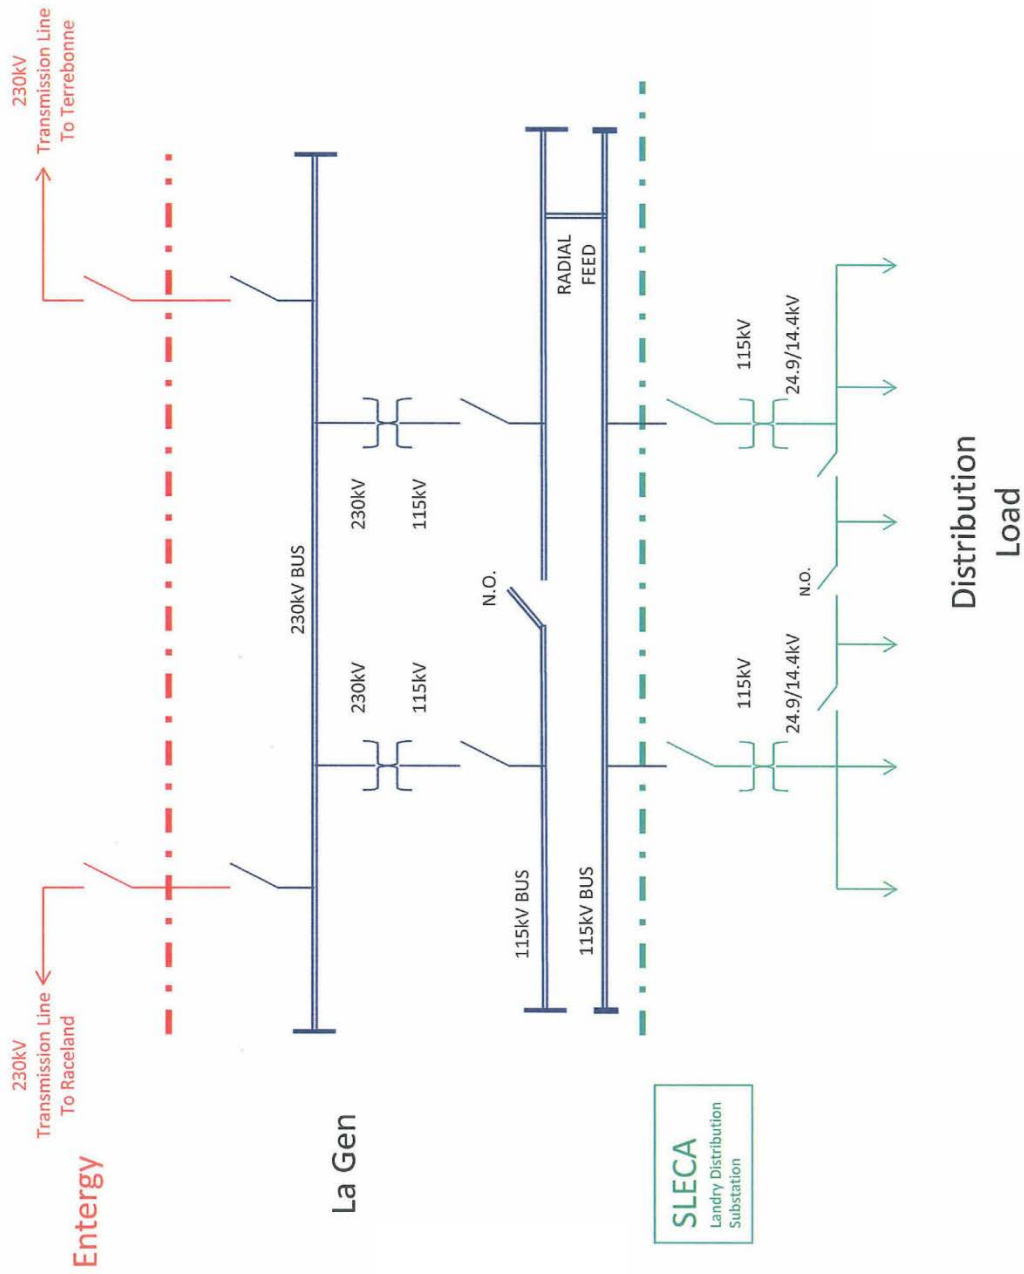 230kV
Transmission Line
To Raceland
230kV
Transmission Line
To Terrebonne
Entergy
230kV BUS
La Gen
230kV
115kV
230kV
115kV
N.O.
115kV BUS
RADIAL
FEED
115kV BUS
SLECA
Landry Distribution
Substation
115kV
24.9/14.4kV
115kV
24.9/14.4kV
N.O.
Distribution
Load